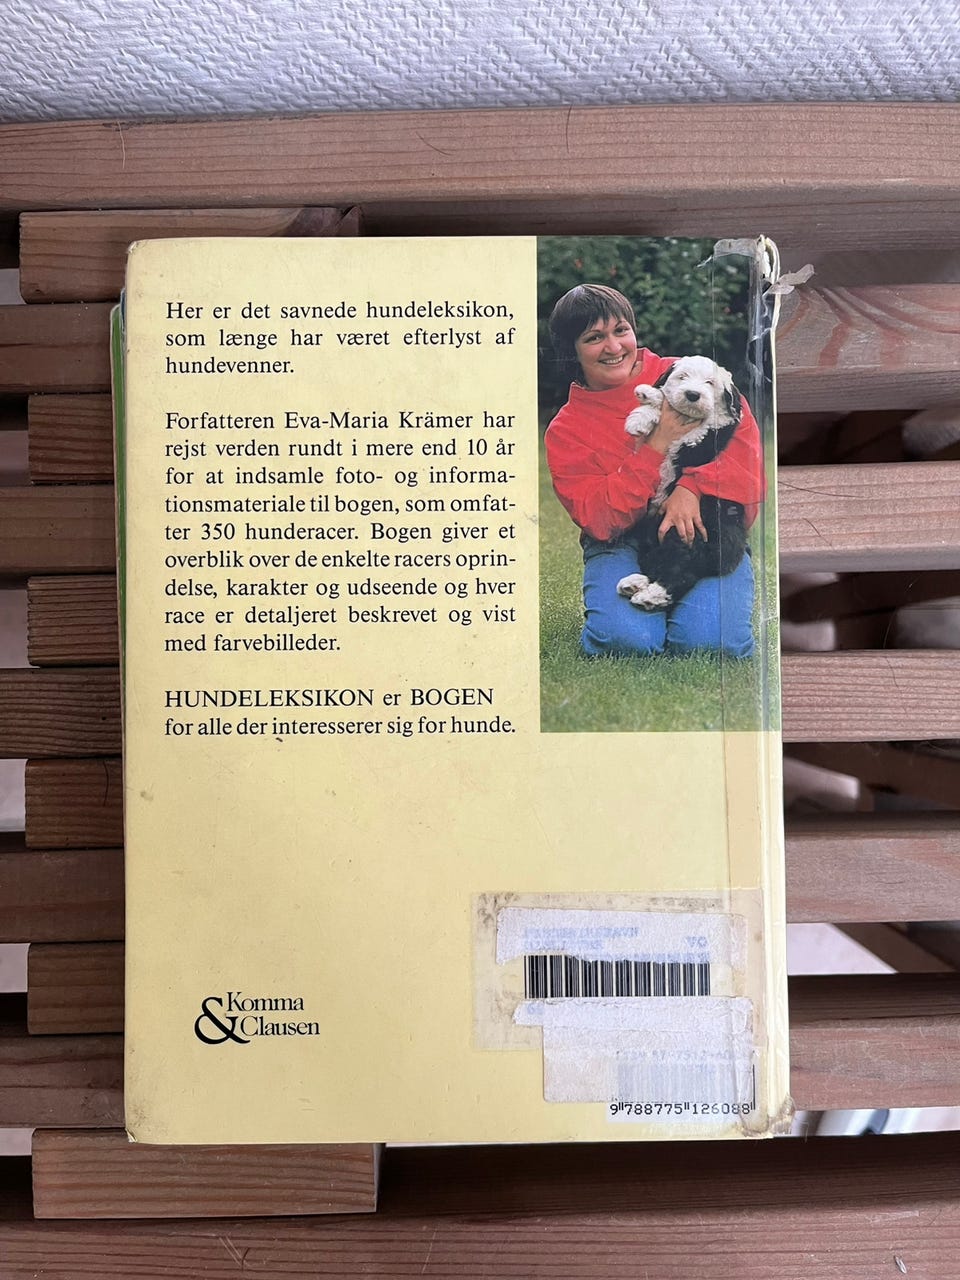 Her er det savnede hundeleksikon,
som længe har været efterlyst af
hundevenner.
Forfatteren Eva-Maria Krämer har
rejst verden rundt i mere end 10 år
for at indsamle foto- og informa-
tionsmateriale til bogen, som omfat-
ter 350 hunderacer. Bogen giver et
overblik over de enkelte racers oprin-
delse, karakter og udseende og hver
race er detaljeret beskrevet og vist
med farvebilleder.
HUNDELEKSIKON er BOGEN
for alle der interesserer sig for hunde.
VO
Komma
& Clausen
9"788775"126088"